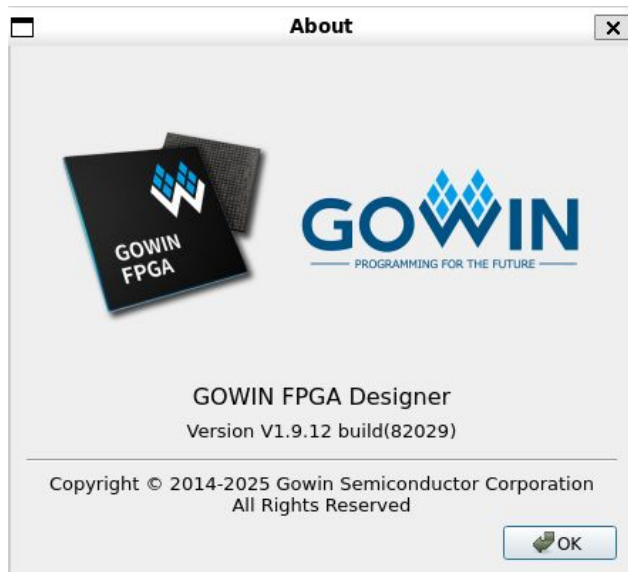 About
GOWIN
FPGA
GOWIN
PROGRAMMING FOR THE FUTURE
GOWIN FPGA Designer
Version V1.9.12 build(82029)
Copyright © 2014-2025 Gowin Semiconductor Corporation
All Rights Reserved
OK